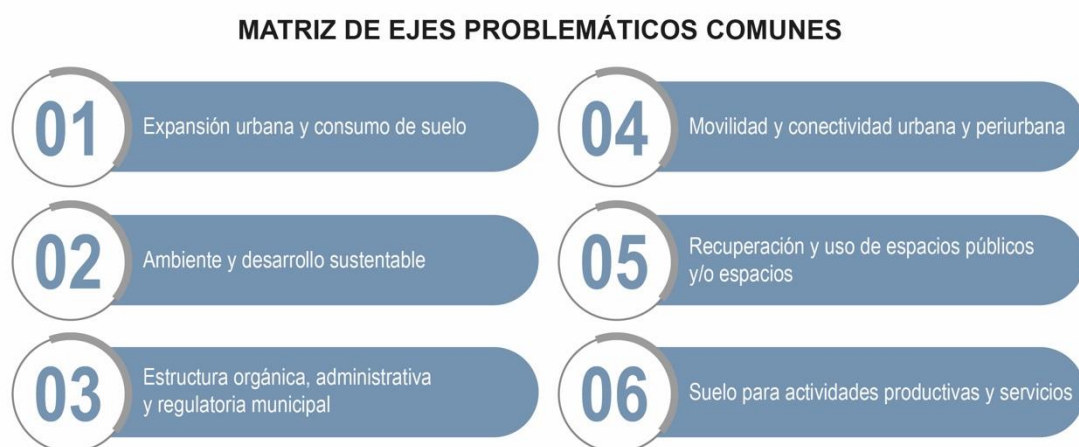 MATRIZ DE EJES PROBLEMÁTICOS COMUNES
01
Expansión urbana y consumo de suelo
02
Ambiente y desarrollo sustentable
03
Estructura orgánica, administrativa
y regulatoria municipal
04
Movilidad y conectividad urbana y periurbana
05
Recuperación y uso de espacios públicos
y/o espacios
06
Suelo para actividades productivas y servicios